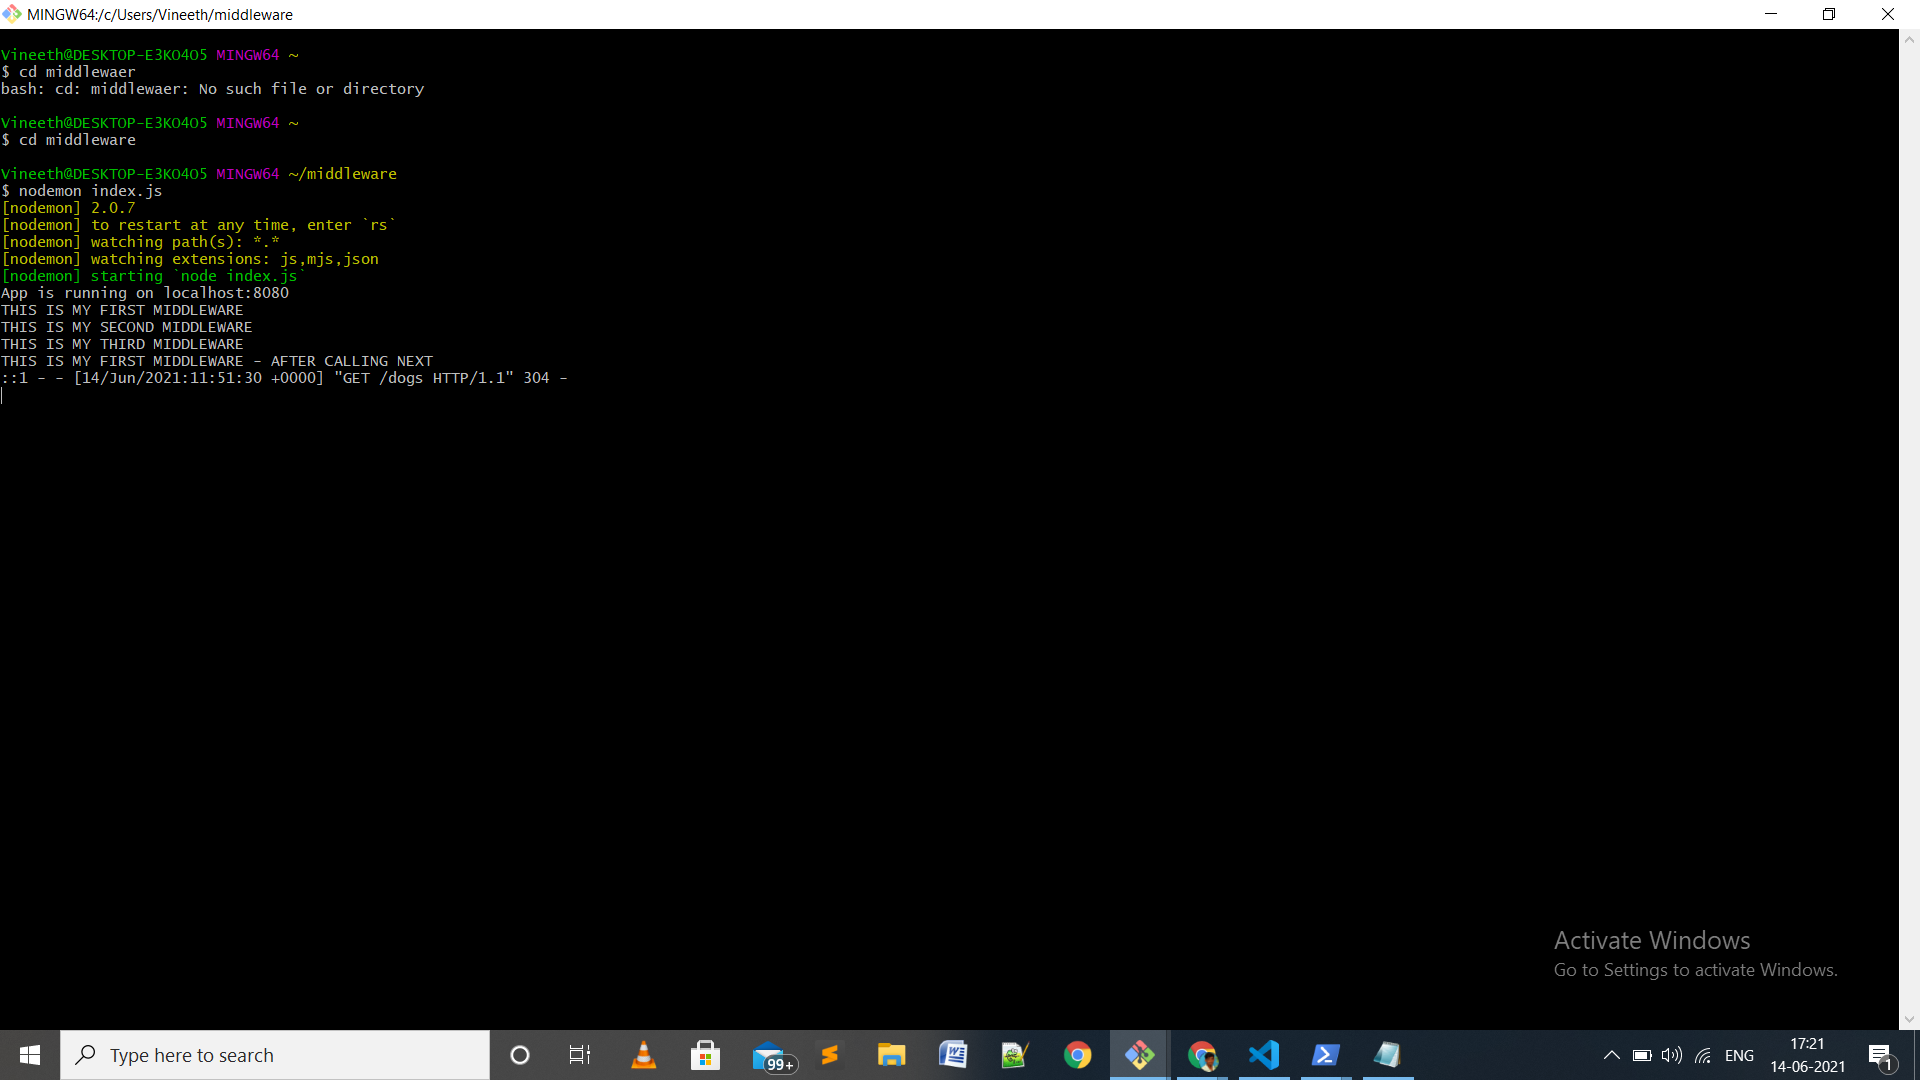 MINGW64:/c/Users/Vineeth/middleware
Vineeth@DESKTOP-E3KO4O5 MINGW64 ~
$ cd middlewaer
bash: cd: middlewaer: No such file or directory
Vineeth@DESKTOP-E3KO4O5 MINGW64 ~
$ cd middleware
Vineeth@DESKTOP-E3KO4O5 MINGW64 ~/middleware
$ nodemon index.js
[nodemon] 2.0.7
[nodemon] to restart at any time, enter `rs`
[nodemon] watching path(s): *.*
[nodemon] watching extensions: js,mjs,json
[nodemon] starting `node index.js`
App is running on localhost:8080
THIS IS MY FIRST MIDDLEWARE
THIS IS MY SECOND MIDDLEWARE
THIS IS MY THIRD MIDDLEWARE
THIS IS MY FIRST MIDDLEWARE - AFTER CALLING NEXT
::1 - - [14/Jun/2021:11:51:30 +0000] "GET /dogs HTTP/1.1" 304 -
Activate Windows
Go to Settings to activate Windows.
Type here to search
99+
ENG
17:21
14-06-2021
1